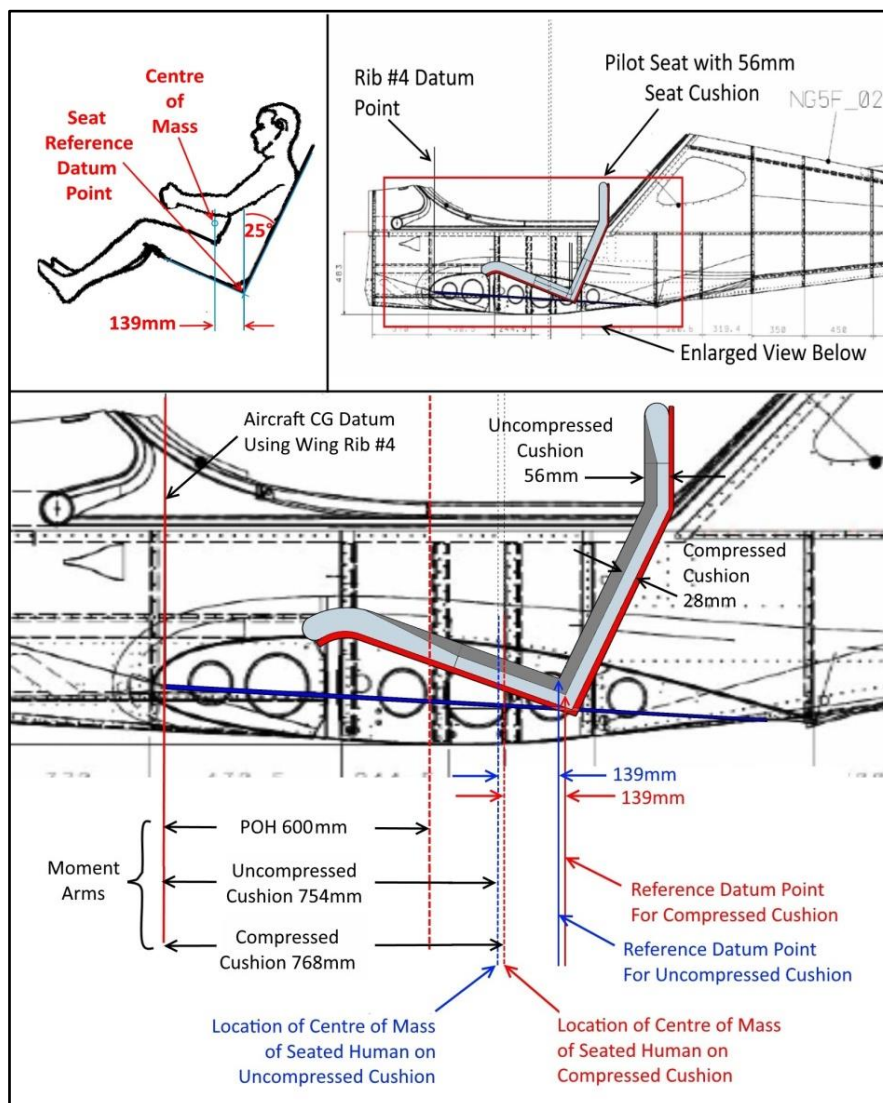 Centre
of
Mass
Seat
Reference
Datum
Point
25°
139mm
Rib #4 Datum
Point
Pilot Seat with 56mm
Seat Cushion
NG5F_02
483
370
244.5
318.4
350
450
Enlarged View Below
Aircraft CG Datum
Using Wing Rib #4
Uncompressed
Cushion
56mm
Compressed
Cushion
28mm
139mm
139mm
Moment
Arms
POH 600mm
Uncompressed
Cushion 754mm
Compressed
Cushion 768mm
Reference Datum Point
For Compressed Cushion
Reference Datum Point
For Uncompressed Cushion
Location of Centre of Mass
of Seated Human on
Uncompressed Cushion
Location of Centre of Mass
of Seated Human on
Compressed Cushion